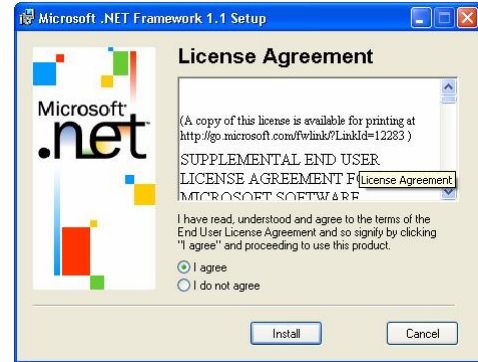 Microsoft .NET Framework 1.1 Setup
License Agreement
Microsoft
.net
(A copy of this license is available for printing at
http://go.microsoft.com/fwlink/?LinkId=12283 )
SUPPLEMENTAL END USER
LICENSE AGREEMENT
License Agreement
MICROSOFT SOFTWARE
I have read, understood and agree to the terms of the
End User License Agreement and so signify by clicking
"I agree" and proceeding to use this product.
I agree
I do not agree
Install
Cancel